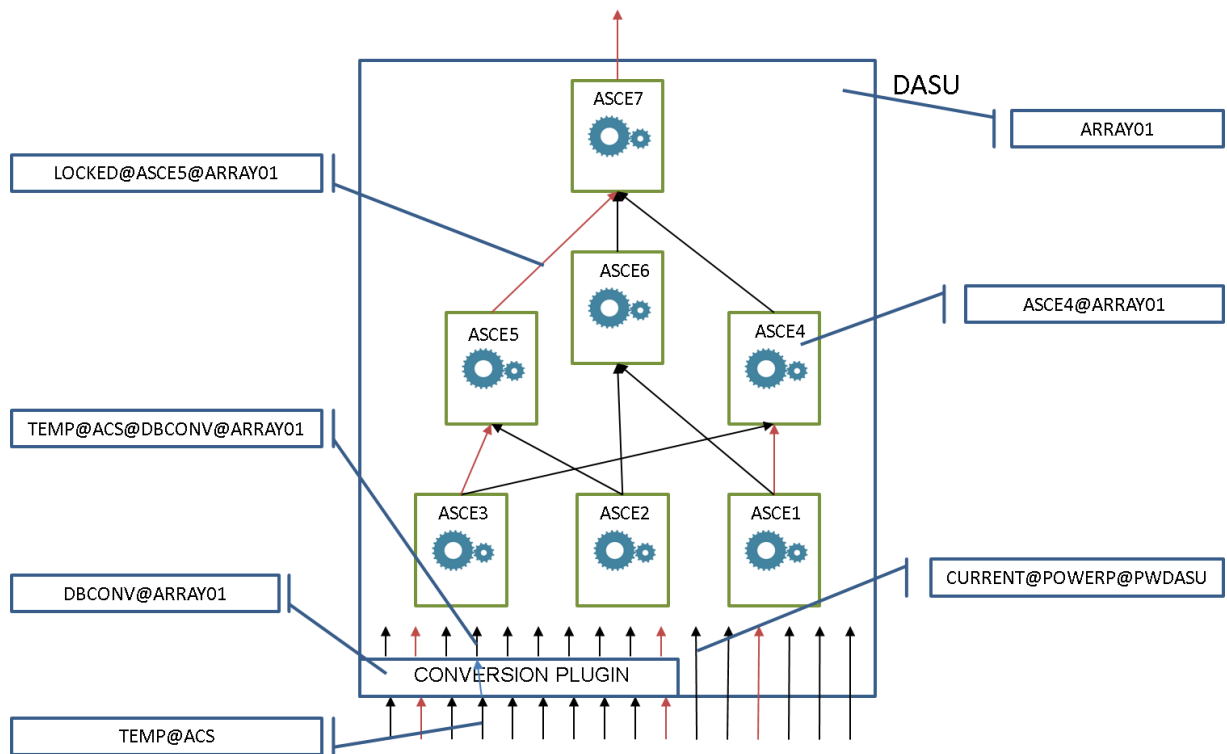 DASU
ASCE7
ARRAY01
LOCKED@ASCE5@ARRAY01
ASCE6
ASCE4@ARRAY01
ASCE5
ASCE4
TEMP@ACS@DBCONV@ARRAY01
ASCE3
ASCE2
ASCE1
DBCONV@ARRAY01
CURRENT@POWERP@PWDASU
CONVERSION PLUGIN
TEMP@ACS